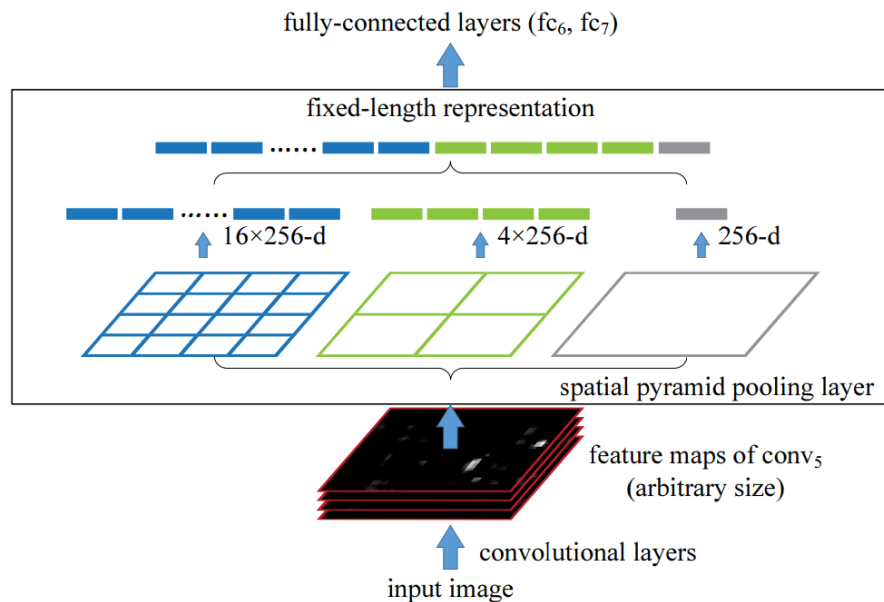 fully-connected layers (fc₆, fc₇)
fixed-length representation
......
......
16×256-d
4×256-d
256-d
spatial pyramid pooling layer
feature maps of conv₅
(arbitrary size)
convolutional layers
input image